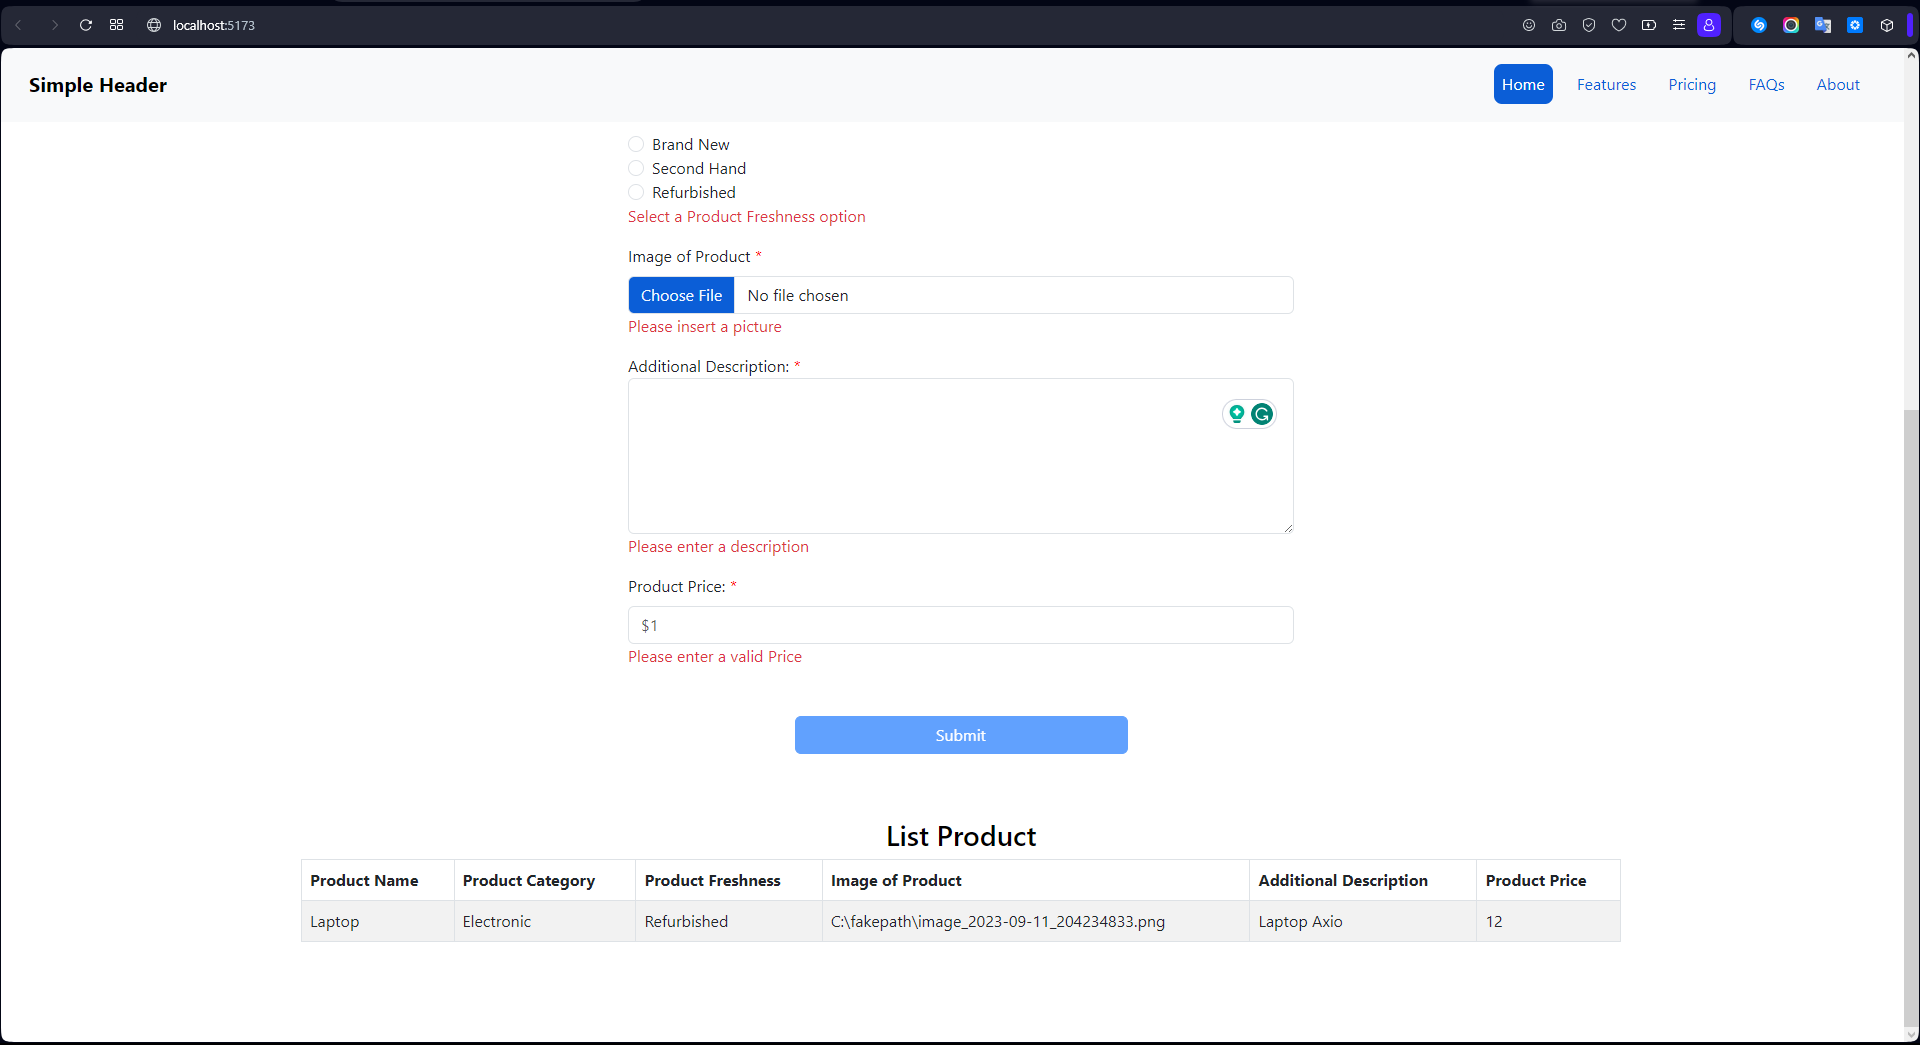 localhost:5173
Simple Header
Home Features Pricing FAQs About
Brand New
Second Hand
Refurbished
Select a Product Freshness option
Image of Product *
Choose File No file chosen
Please insert a picture
Additional Description: *
Please enter a description
Product Price: *
$1
Please enter a valid Price
Submit
List Product
Product Name Product Category Product Freshness Image of Product Additional Description Product Price
Laptop Electronic Refurbished C:\fakepath\image_2023-09-11_204234833.png Laptop Axio 12